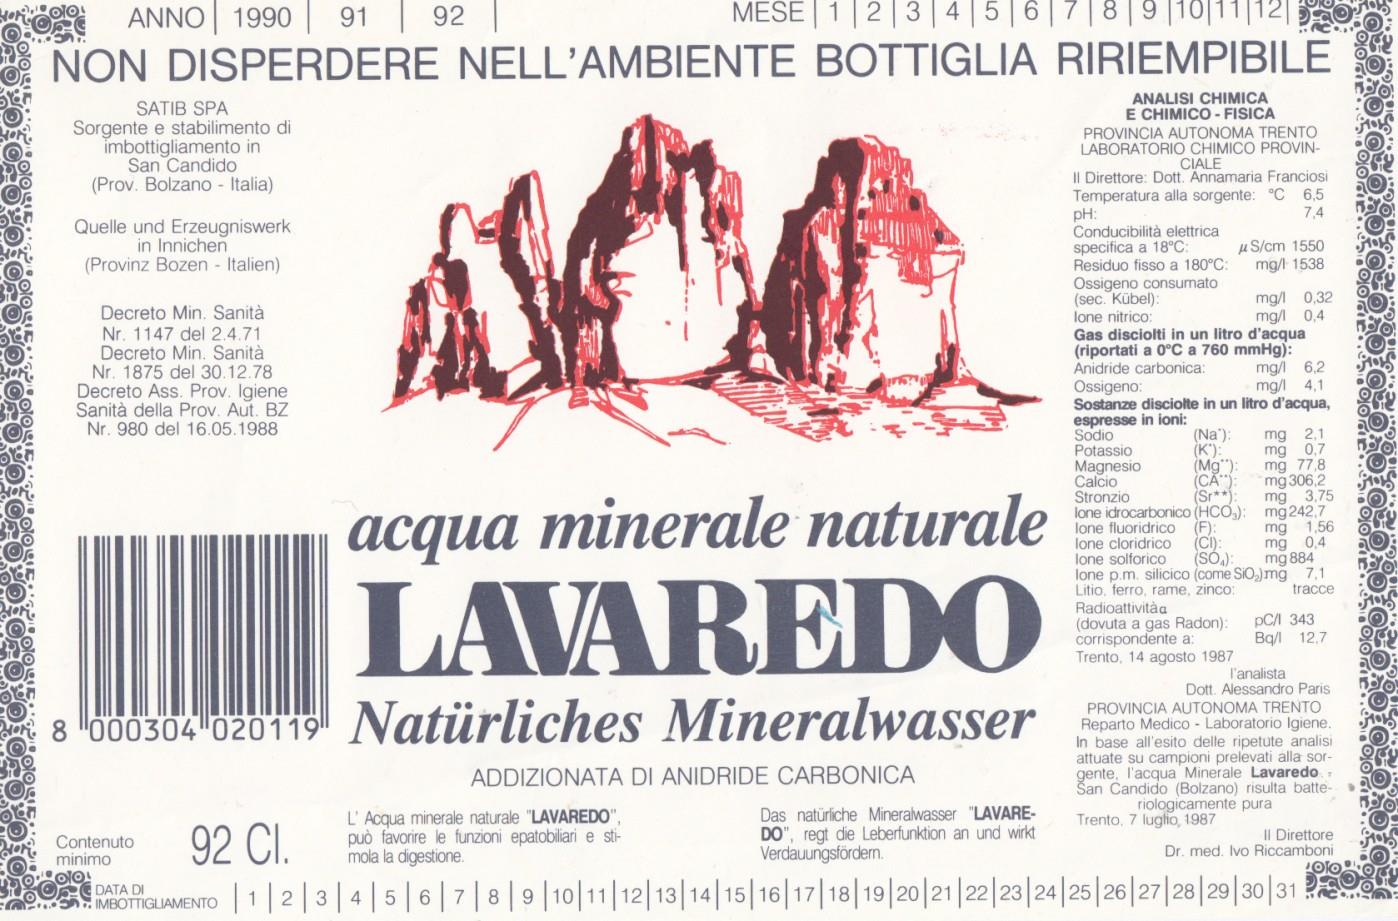 ANNO | 1990 | 91 | 92 |
MESE | 1 | 2 | 3 | 4 | 5 | 6 | 7 | 8 | 9 | 10 | 11 | 12 |
NON DISPERDERE NELL'AMBIENTE BOTTIGLIA RIRIEMPIBILE
SATIB SPA
Sorgente e stabilimento di
imbottigliamento in
San Candido
(Prov. Bolzano - Italia)
Quelle und Erzeugniswerk
in Innichen
(Provinz Bozen - Italien)
Decreto Min. Sanità
Nr. 1147 del 2.4.71
Decreto Min. Sanità
Nr. 1875 del 30.12.78
Decreto Ass. Prov. Igiene
Sanità della Prov. Aut. BZ
Nr. 980 del 16.05.1988
8 000304 020119
Contenuto
minimo
92 Cl.
acqua minerale naturale
LAVAREDO
Natürliches Mineralwasser
ADDIZIONATA DI ANIDRIDE CARBONICA
L' Acqua minerale naturale "LAVAREDO",
può favorire le funzioni epatobiliari e sti-
mola la digestione.
Das natürliche Mineralwasser "LAVARE-
DO", regt die Leberfunktion an und wirkt
Verdauungsfördern.
ANALISI CHIMICA
E CHIMICO - FISICA
PROVINCIA AUTONOMA TRENTO
LABORATORIO CHIMICO PROVIN-
CIALE
Il Direttore: Dott. Annamaria Franciosi
Temperatura alla sorgente: °C 6,5
pH: 7,4
Conducibilità elettrica
specifica a 18°C: µS/cm 1550
Residuo fisso a 180°C: mg/l 1538
Ossigeno consumato
(sec. Kübel): mg/l 0,32
Ione nitrico: mg/l 0,4
Gas disciolti in un litro d'acqua
(riportati a 0°C a 760 mmHg):
Anidride carbonica: mg/l 6,2
Ossigeno: mg/l 4,1
Sostanze disciolte in un litro d'acqua,
espresse in ioni:
Sodio (Na⁺): mg 2,1
Potassio (K⁺): mg 0,7
Magnesio (Mg⁺⁺): mg 77,8
Calcio (CA⁺⁺): mg 306,2
Stronzio (Sr**): mg 3,75
Ione idrocarbonico (HCO₃): mg 242,7
Ione fluoridrico (F): mg 1,56
Ione cloridrico (Cl): mg 0,4
Ione solforico (SO₄): mg 884
Ione p.m. silicico (come SiO₂) mg 7,1
Litio, ferro, rame, zinco: tracce
Radioattività α
(dovuta a gas Radon): pC/l 343
corrispondente a: Bq/l 12,7
Trento, 14 agosto 1987
l'analista
Dott. Alessandro Paris
PROVINCIA AUTONOMA TRENTO
Reparto Medico - Laboratorio Igiene.
In base all'esito delle ripetute analisi
attuate su campioni prelevati alla sor-
gente, l'acqua Minerale Lavaredo -
San Candido (Bolzano) risulta batte-
riologicamente pura
Trento, 7 luglio, 1987
Il Direttore
Dr. med. Ivo Riccamboni
DATA DI
IMBOTTIGLIAMENTO
| 1 | 2 | 3 | 4 | 5 | 6 | 7 | 8 | 9 | 10 | 11 | 12 | 13 | 14 | 15 | 16 | 17 | 18 | 19 | 20 | 21 | 22 | 23 | 24 | 25 | 26 | 27 | 28 | 29 | 30 | 31